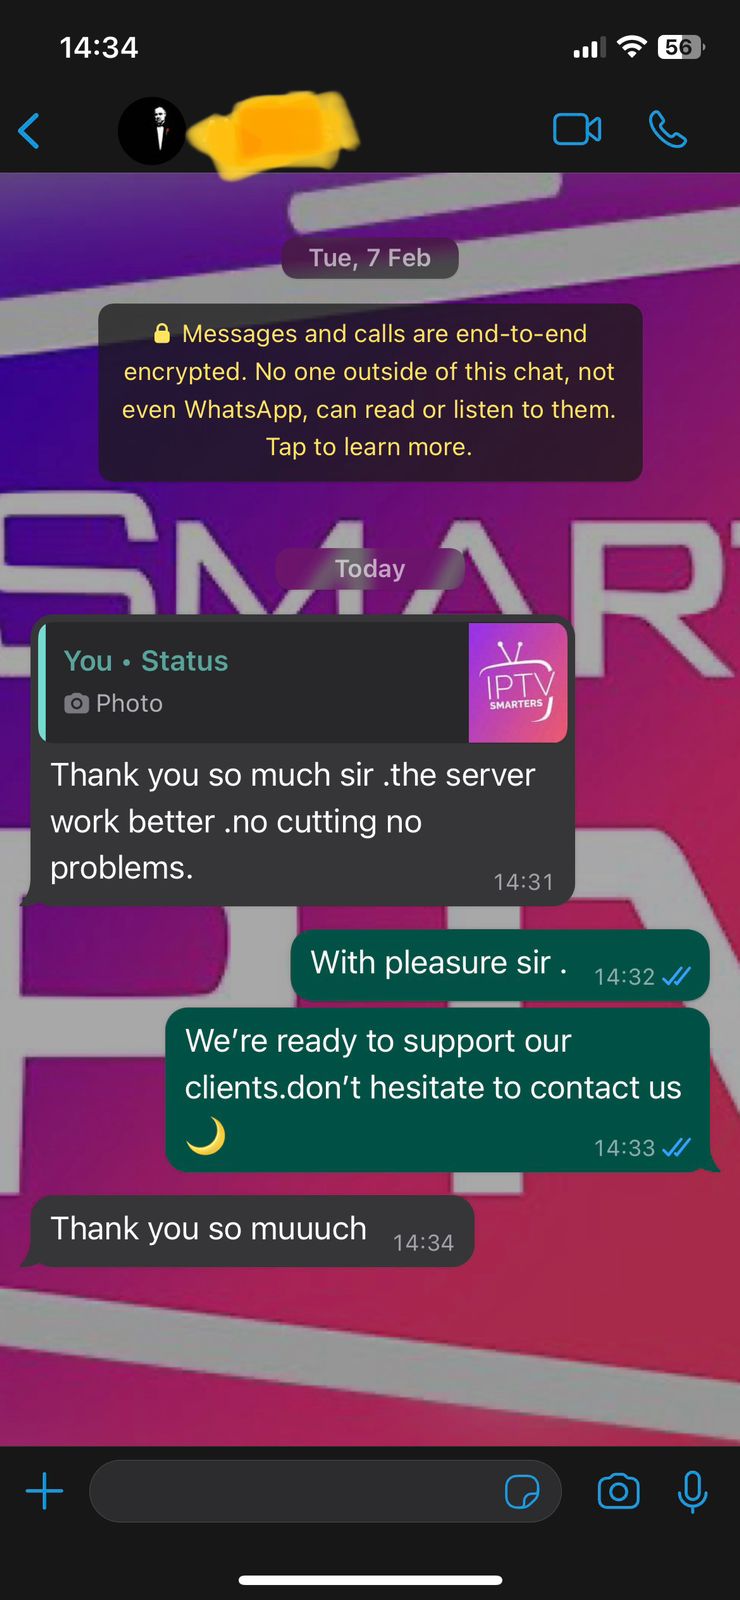 14:34
56
Tue, 7 Feb
Messages and calls are end-to-end
encrypted. No one outside of this chat, not
even WhatsApp, can read or listen to them.
Tap to learn more.
SMAR
Today
You • Status
Photo
IPTV
SMARTERS
Thank you so much sir .the server
work better .no cutting no
problems.
14:31
With pleasure sir .
14:32
We’re ready to support our
clients.don’t hesitate to contact us
🌙
14:33
Thank you so muuuch
14:34